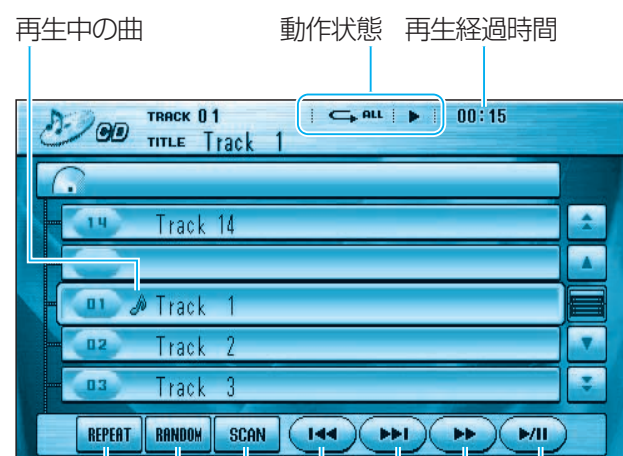 再生中の曲 動作状態 再生経過時間
CD TRACK 01 ALL 00:15
TITLE Track 1
14 Track 14
01 Track 1
02 Track 2
03 Track 3
REPEAT RANDOM SCAN